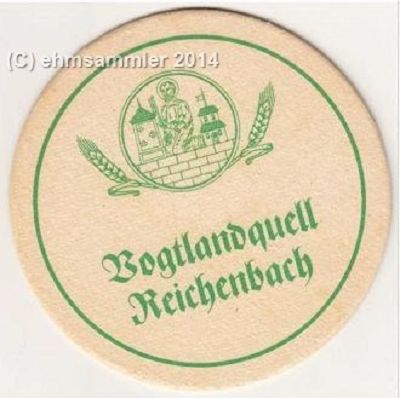 (C) ehmsammler 2014
Vogtlandquell
Reichenbach